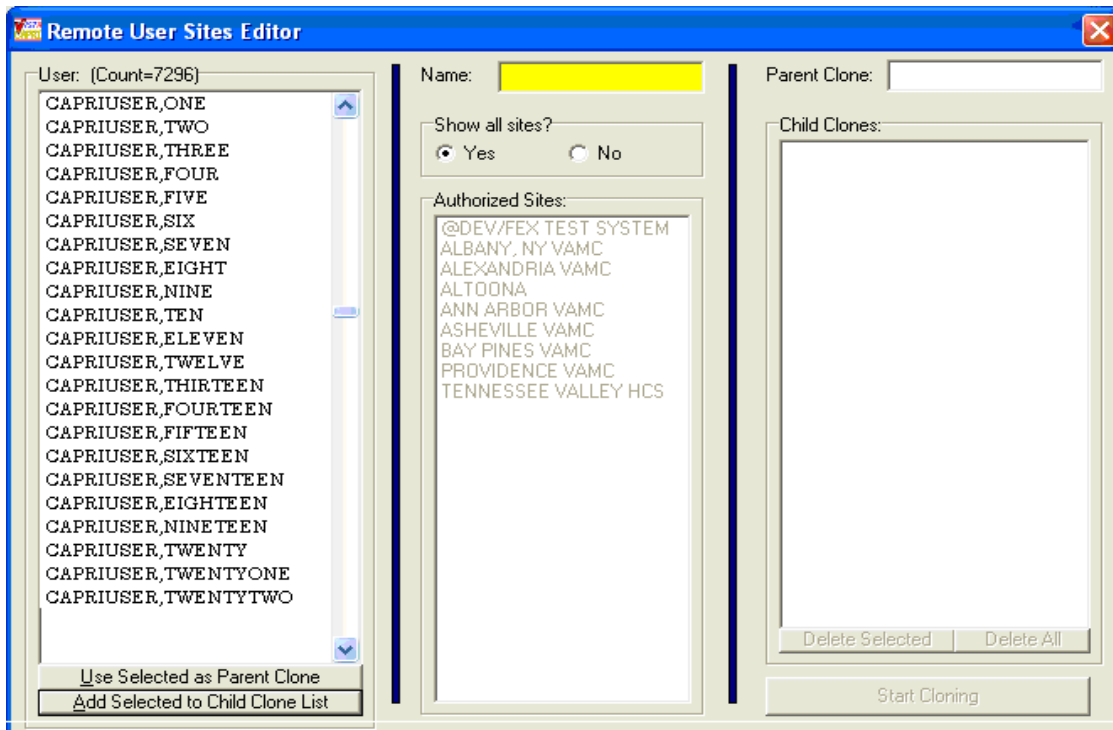 Remote User Sites Editor
User: (Count=7296)
CAPRIUSER,ONE
CAPRIUSER,TWO
CAPRIUSER,THREE
CAPRIUSER,FOUR
CAPRIUSER,FIVE
CAPRIUSER,SIX
CAPRIUSER,SEVEN
CAPRIUSER,EIGHT
CAPRIUSER,NINE
CAPRIUSER,TEN
CAPRIUSER,ELEVEN
CAPRIUSER,TWELVE
CAPRIUSER,THIRTEEN
CAPRIUSER,FOURTEEN
CAPRIUSER,FIFTEEN
CAPRIUSER,SIXTEEN
CAPRIUSER,SEVENTEEN
CAPRIUSER,EIGHTEEN
CAPRIUSER,NINETEEN
CAPRIUSER,TWENTY
CAPRIUSER,TWENTYONE
CAPRIUSER,TWENTYTWO
Use Selected as Parent Clone
Add Selected to Child Clone List
Name:
Show all sites?
Yes No
Authorized Sites:
@DEV/FEX TEST SYSTEM
ALBANY, NY VAMC
ALEXANDRIA VAMC
ALTOONA
ANN ARBOR VAMC
ASHEVILLE VAMC
BAY PINES VAMC
PROVIDENCE VAMC
TENNESSEE VALLEY HCS
Parent Clone:
Child Clones:
Delete Selected Delete All
Start Cloning